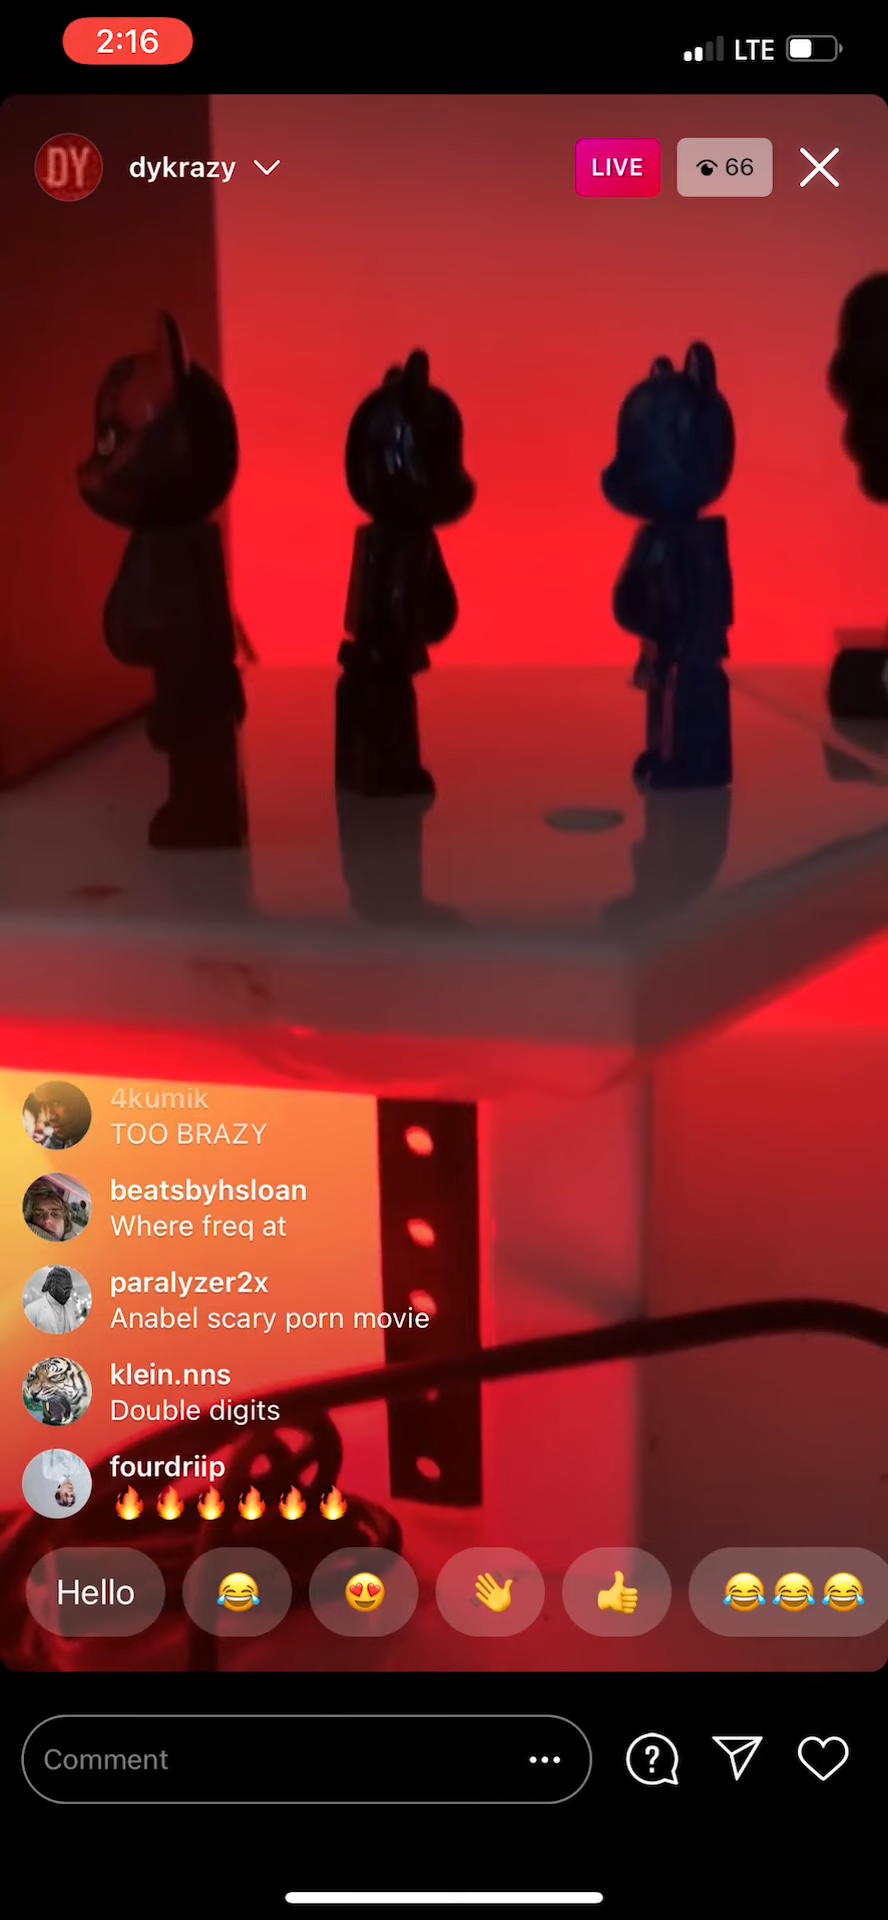 2:16
LTE
DY
dykrazy
LIVE
66
4kumik
TOO BRAZY
beatsbyhsloan
Where freq at
paralyzer2x
Anabel scary porn movie
klein.nns
Double digits
fourdriip
🔥🔥🔥🔥🔥🔥
Hello 😂 😍 👋 👍 😂😂😂
Comment